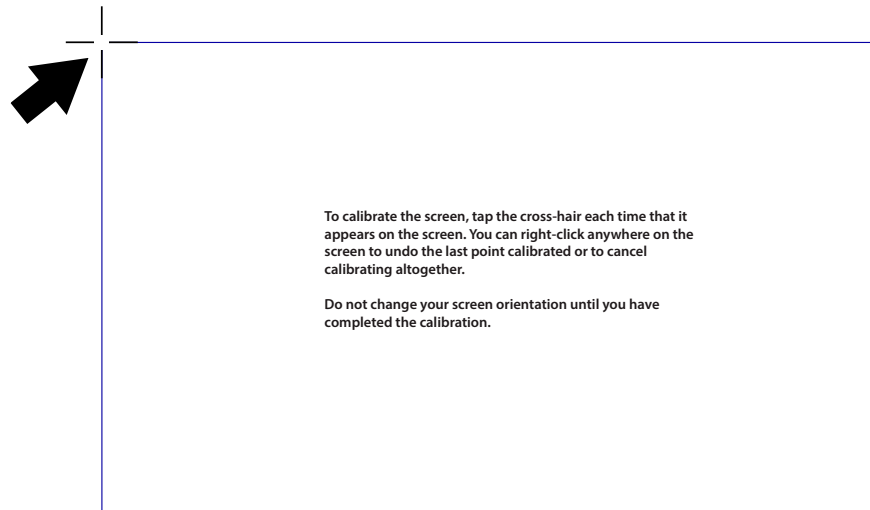 To calibrate the screen, tap the cross-hair each time that it
appears on the screen. You can right-click anywhere on the
screen to undo the last point calibrated or to cancel
calibrating altogether.
Do not change your screen orientation until you have
completed the calibration.